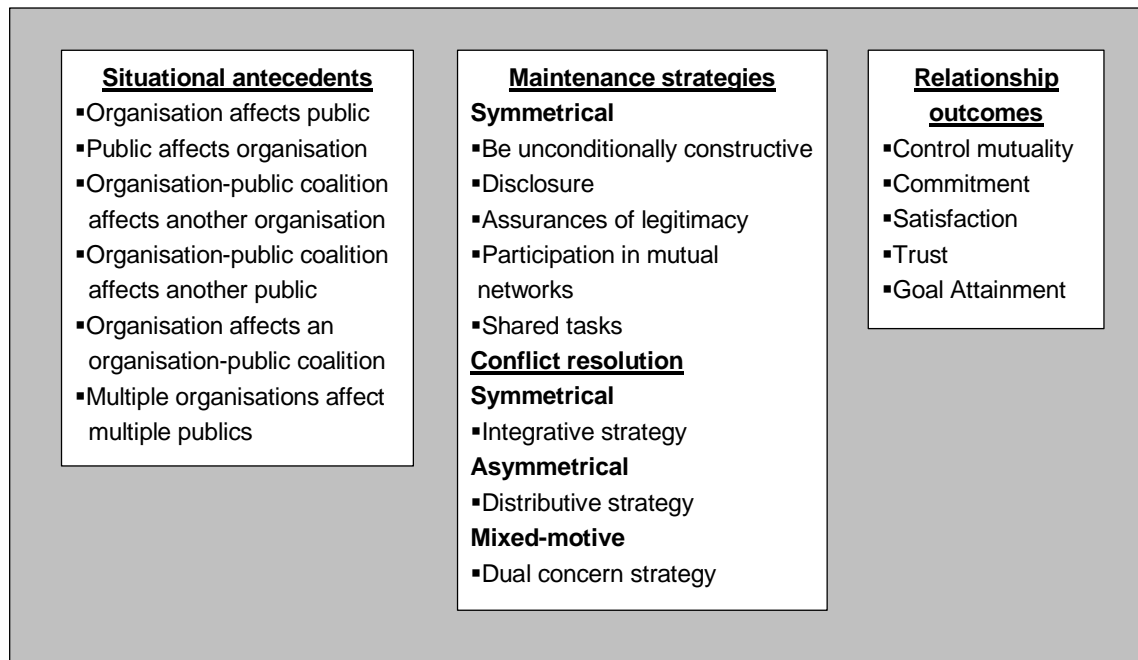 Situational antecedents
▪Organisation affects public
▪Public affects organisation
▪Organisation-public coalition
affects another organisation
▪Organisation-public coalition
affects another public
▪Organisation affects an
organisation-public coalition
▪Multiple organisations affect
multiple publics
Maintenance strategies
Symmetrical
▪Be unconditionally constructive
▪Disclosure
▪Assurances of legitimacy
▪Participation in mutual
networks
▪Shared tasks
Conflict resolution
Symmetrical
▪Integrative strategy
Asymmetrical
▪Distributive strategy
Mixed-motive
▪Dual concern strategy
Relationship
outcomes
▪Control mutuality
▪Commitment
▪Satisfaction
▪Trust
▪Goal Attainment